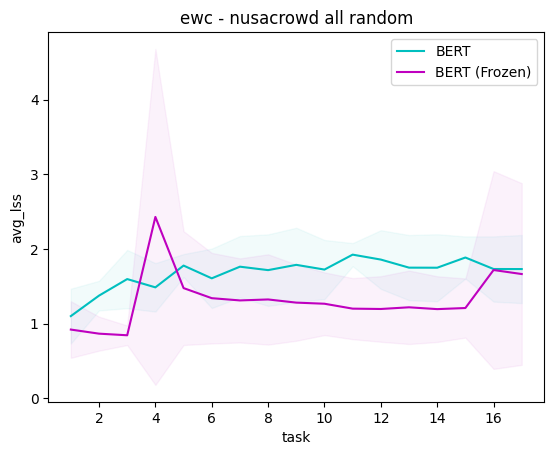 ewc - nusacrowd all random
BERT
BERT (Frozen)
avg_lss
4
3
2
1
0
2 4 6 8 10 12 14 16
task